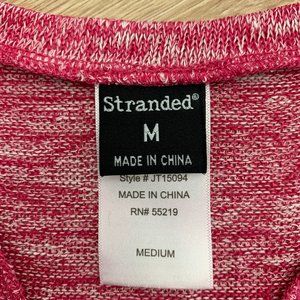 Stranded®
M
MADE IN CHINA
Style # JT15094
MADE IN CHINA
RN# 55219
MEDIUM